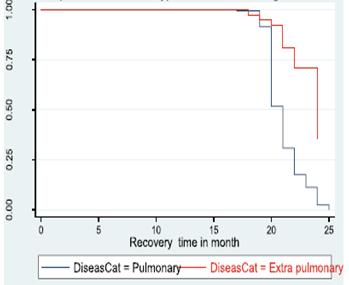 1.00
0.75
0.50
0.25
0.00
0 5 10 15 20 25
Recovery time in month
DiseasCat = Pulmonary DiseasCat = Extra pulmonary